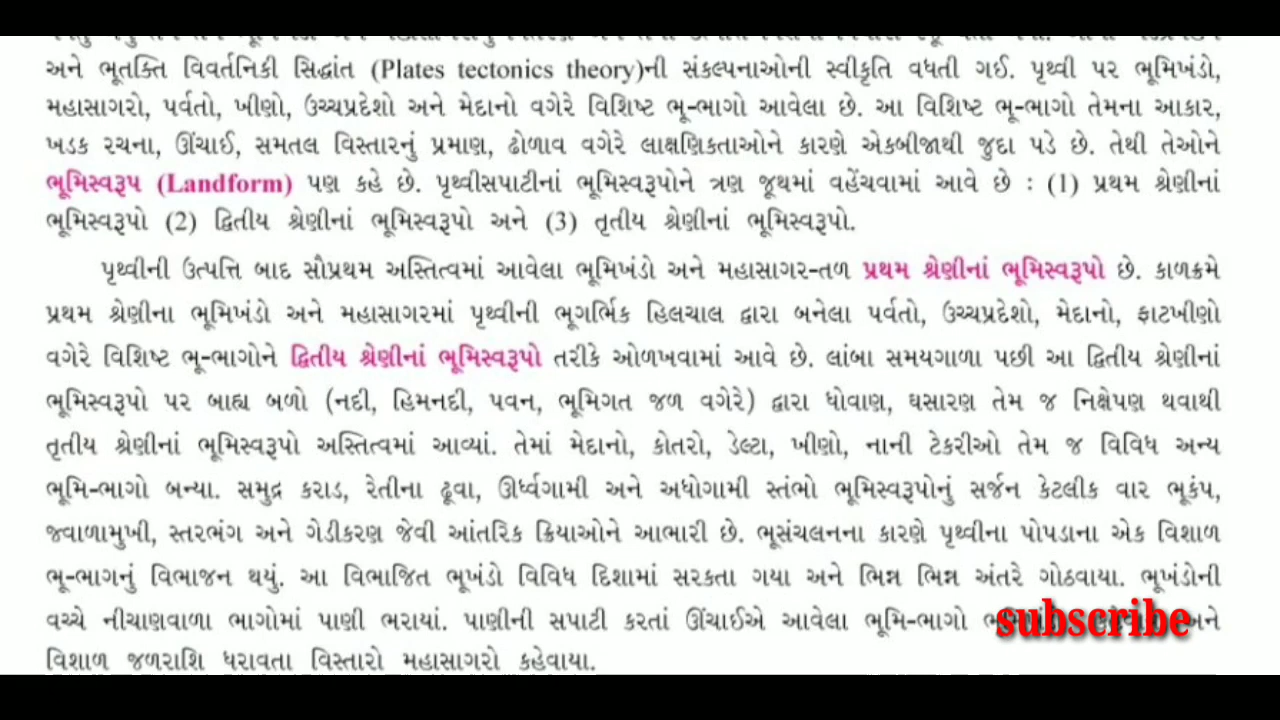 અને ભૂતક્તિ વિવર્તનિકી સિદ્ધાંત (Plates tectonics theory)ની સંકલ્પનાઓની સ્વીકૃતિ વધતી ગઈ. પૃથ્વી પર ભૂમિખંડો,
મહાસાગરો, પર્વતો, ખીણો, ઉચ્ચપ્રદેશો અને મેદાનો વગેરે વિશિષ્ટ ભૂ-ભાગો આવેલા છે. આ વિશિષ્ટ ભૂ-ભાગો તેમના આકાર,
ખડક રચના, ઊંચાઈ, સમતલ વિસ્તારનું પ્રમાણ, ઢોળાવ વગેરે લાક્ષણિકતાઓને કારણે એકબીજાથી જુદા પડે છે. તેથી તેઓને
ભૂમિસ્વરૂપ (Landform) પણ કહે છે. પૃથ્વીસપાટીનાં ભૂમિસ્વરૂપોને ત્રણ જૂથમાં વહેંચવામાં આવે છે : (1) પ્રથમ શ્રેણીનાં
ભૂમિસ્વરૂપો (2) દ્વિતીય શ્રેણીનાં ભૂમિસ્વરૂપો અને (3) તૃતીય શ્રેણીનાં ભૂમિસ્વરૂપો.
પૃથ્વીની ઉત્પત્તિ બાદ સૌપ્રથમ અસ્તિત્વમાં આવેલા ભૂમિખંડો અને મહાસાગર-તળ પ્રથમ શ્રેણીનાં ભૂમિસ્વરૂપો છે. કાળક્રમે
પ્રથમ શ્રેણીના ભૂમિખંડો અને મહાસાગરમાં પૃથ્વીની ભૂગર્ભિક હિલચાલ દ્વારા બનેલા પર્વતો, ઉચ્ચપ્રદેશો, મેદાનો, ફાટખીણો
વગેરે વિશિષ્ટ ભૂ-ભાગોને દ્વિતીય શ્રેણીનાં ભૂમિસ્વરૂપો તરીકે ઓળખવામાં આવે છે. લાંબા સમયગાળા પછી આ દ્વિતીય શ્રેણીનાં
ભૂમિસ્વરૂપો પર બાહ્ય બળો (નદી, હિમનદી, પવન, ભૂમિગત જળ વગેરે) દ્વારા ધોવાણ, ઘસારણ તેમ જ નિક્ષેપણ થવાથી
તૃતીય શ્રેણીનાં ભૂમિસ્વરૂપો અસ્તિત્વમાં આવ્યાં. તેમાં મેદાનો, કોતરો, ડેલ્ટા, ખીણો, નાની ટેકરીઓ તેમ જ વિવિધ અન્ય
ભૂમિ-ભાગો બન્યા. સમુદ્ર કરાડ, રેતીના ઢૂવા, ઊર્ધ્વગામી અને અધોગામી સ્તંભો ભૂમિસ્વરૂપોનું સર્જન કેટલીક વાર ભૂકંપ,
જ્વાળામુખી, સ્તરભંગ અને ગેડીકરણ જેવી આંતરિક ક્રિયાઓને આભારી છે. ભૂસંચલનના કારણે પૃથ્વીના પોપડાના એક વિશાળ
ભૂ-ભાગનું વિભાજન થયું. આ વિભાજિત ભૂખંડો વિવિધ દિશામાં સરકતા ગયા અને ભિન્ન ભિન્ન અંતરે ગોઠવાયા. ભૂખંડોની
વચ્ચે નીચાણવાળા ભાગોમાં પાણી ભરાયાં. પાણીની સપાટી કરતાં ઊંચાઈએ આવેલા ભૂમિ-ભાગો અને
subscribe
વિશાળ જળરાશિ ધરાવતા વિસ્તારો મહાસાગરો કહેવાયા.